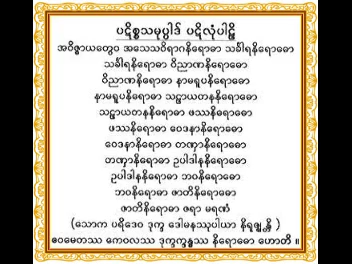 ပဋိစ္စသမုပ္ပါဒ် ပဋိလုံပါဠိ
အဝိဇ္ဇာယတွေဝ အသေသဝိရာဂနိရောဓော သင်္ခါရနိရောဓော
သင်္ခါရနိရောဓာ ဝိညာဏနိရောဓော
ဝိညာဏနိရောဓာ နာမရူပနိရောဓော
နာမရူပနိရောဓာ သဠာယတနနိရောဓော
သဠာယတနနိရောဓာ ဖဿနိရောဓော
ဖဿနိရောဓာ ဝေဒနာနိရောဓော
ဝေဒနာနိရောဓာ တဏှာနိရောဓော
တဏှာနိရောဓာ ဥပါဒါနနိရောဓော
ဥပါဒါနနိရောဓာ ဘဝနိရောဓော
ဘဝနိရောဓာ ဇာတိနိရောဓော
ဇာတိနိရောဓာ ဇရာ မရဏံ
(သောက ပရိဒေဝ ဒုက္ခ ဒေါမနဿုပါယာ နိရုဇ္ဈန္တိ )
ဧဝမေတဿ ကေဝလဿ ဒုက္ခက္ခန္ဓဿ နိရောဓော ဟောတိ ။